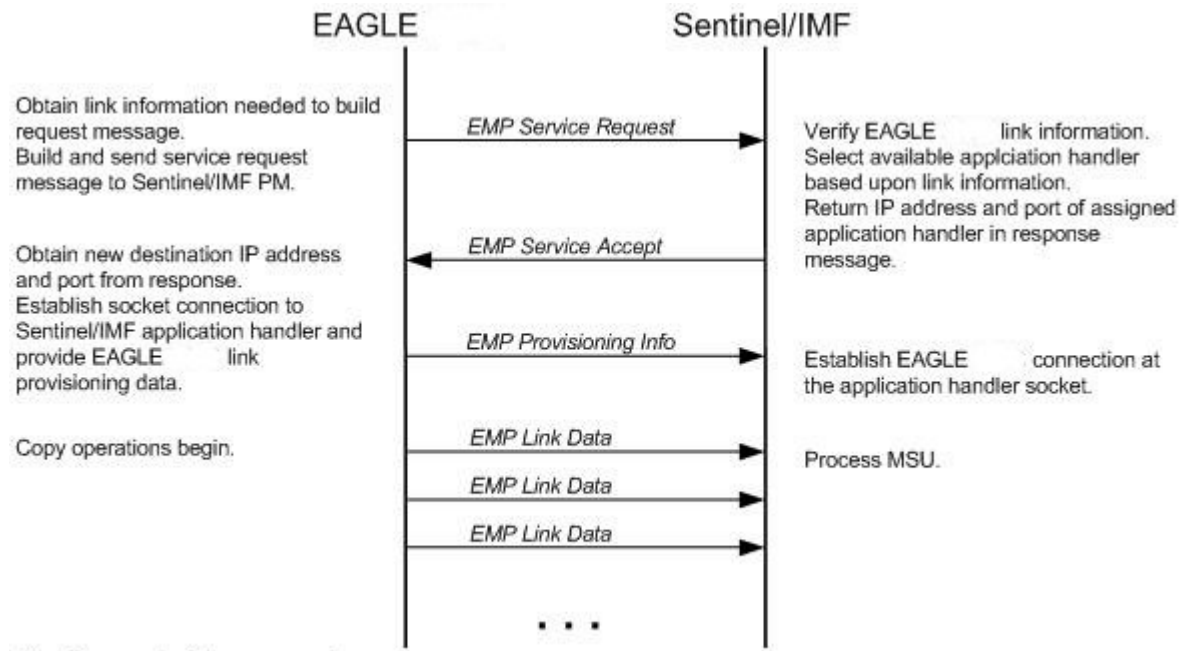 EAGLE
Sentinel/IMF
Obtain link information needed to build
request message.
Build and send service request
message to Sentinel/IMF PM.
EMP Service Request
Verify EAGLE link information.
Select available applciation handler
based upon link information.
Return IP address and port of assigned
application handler in response
message.
EMP Service Accept
Obtain new destination IP address
and port from response.
Establish socket connection to
Sentinel/IMF application handler and
provide EAGLE link
provisioning data.
EMP Provisioning Info
Establish EAGLE connection at
the application handler socket.
Copy operations begin.
EMP Link Data
Process MSU.
EMP Link Data
EMP Link Data
. . .